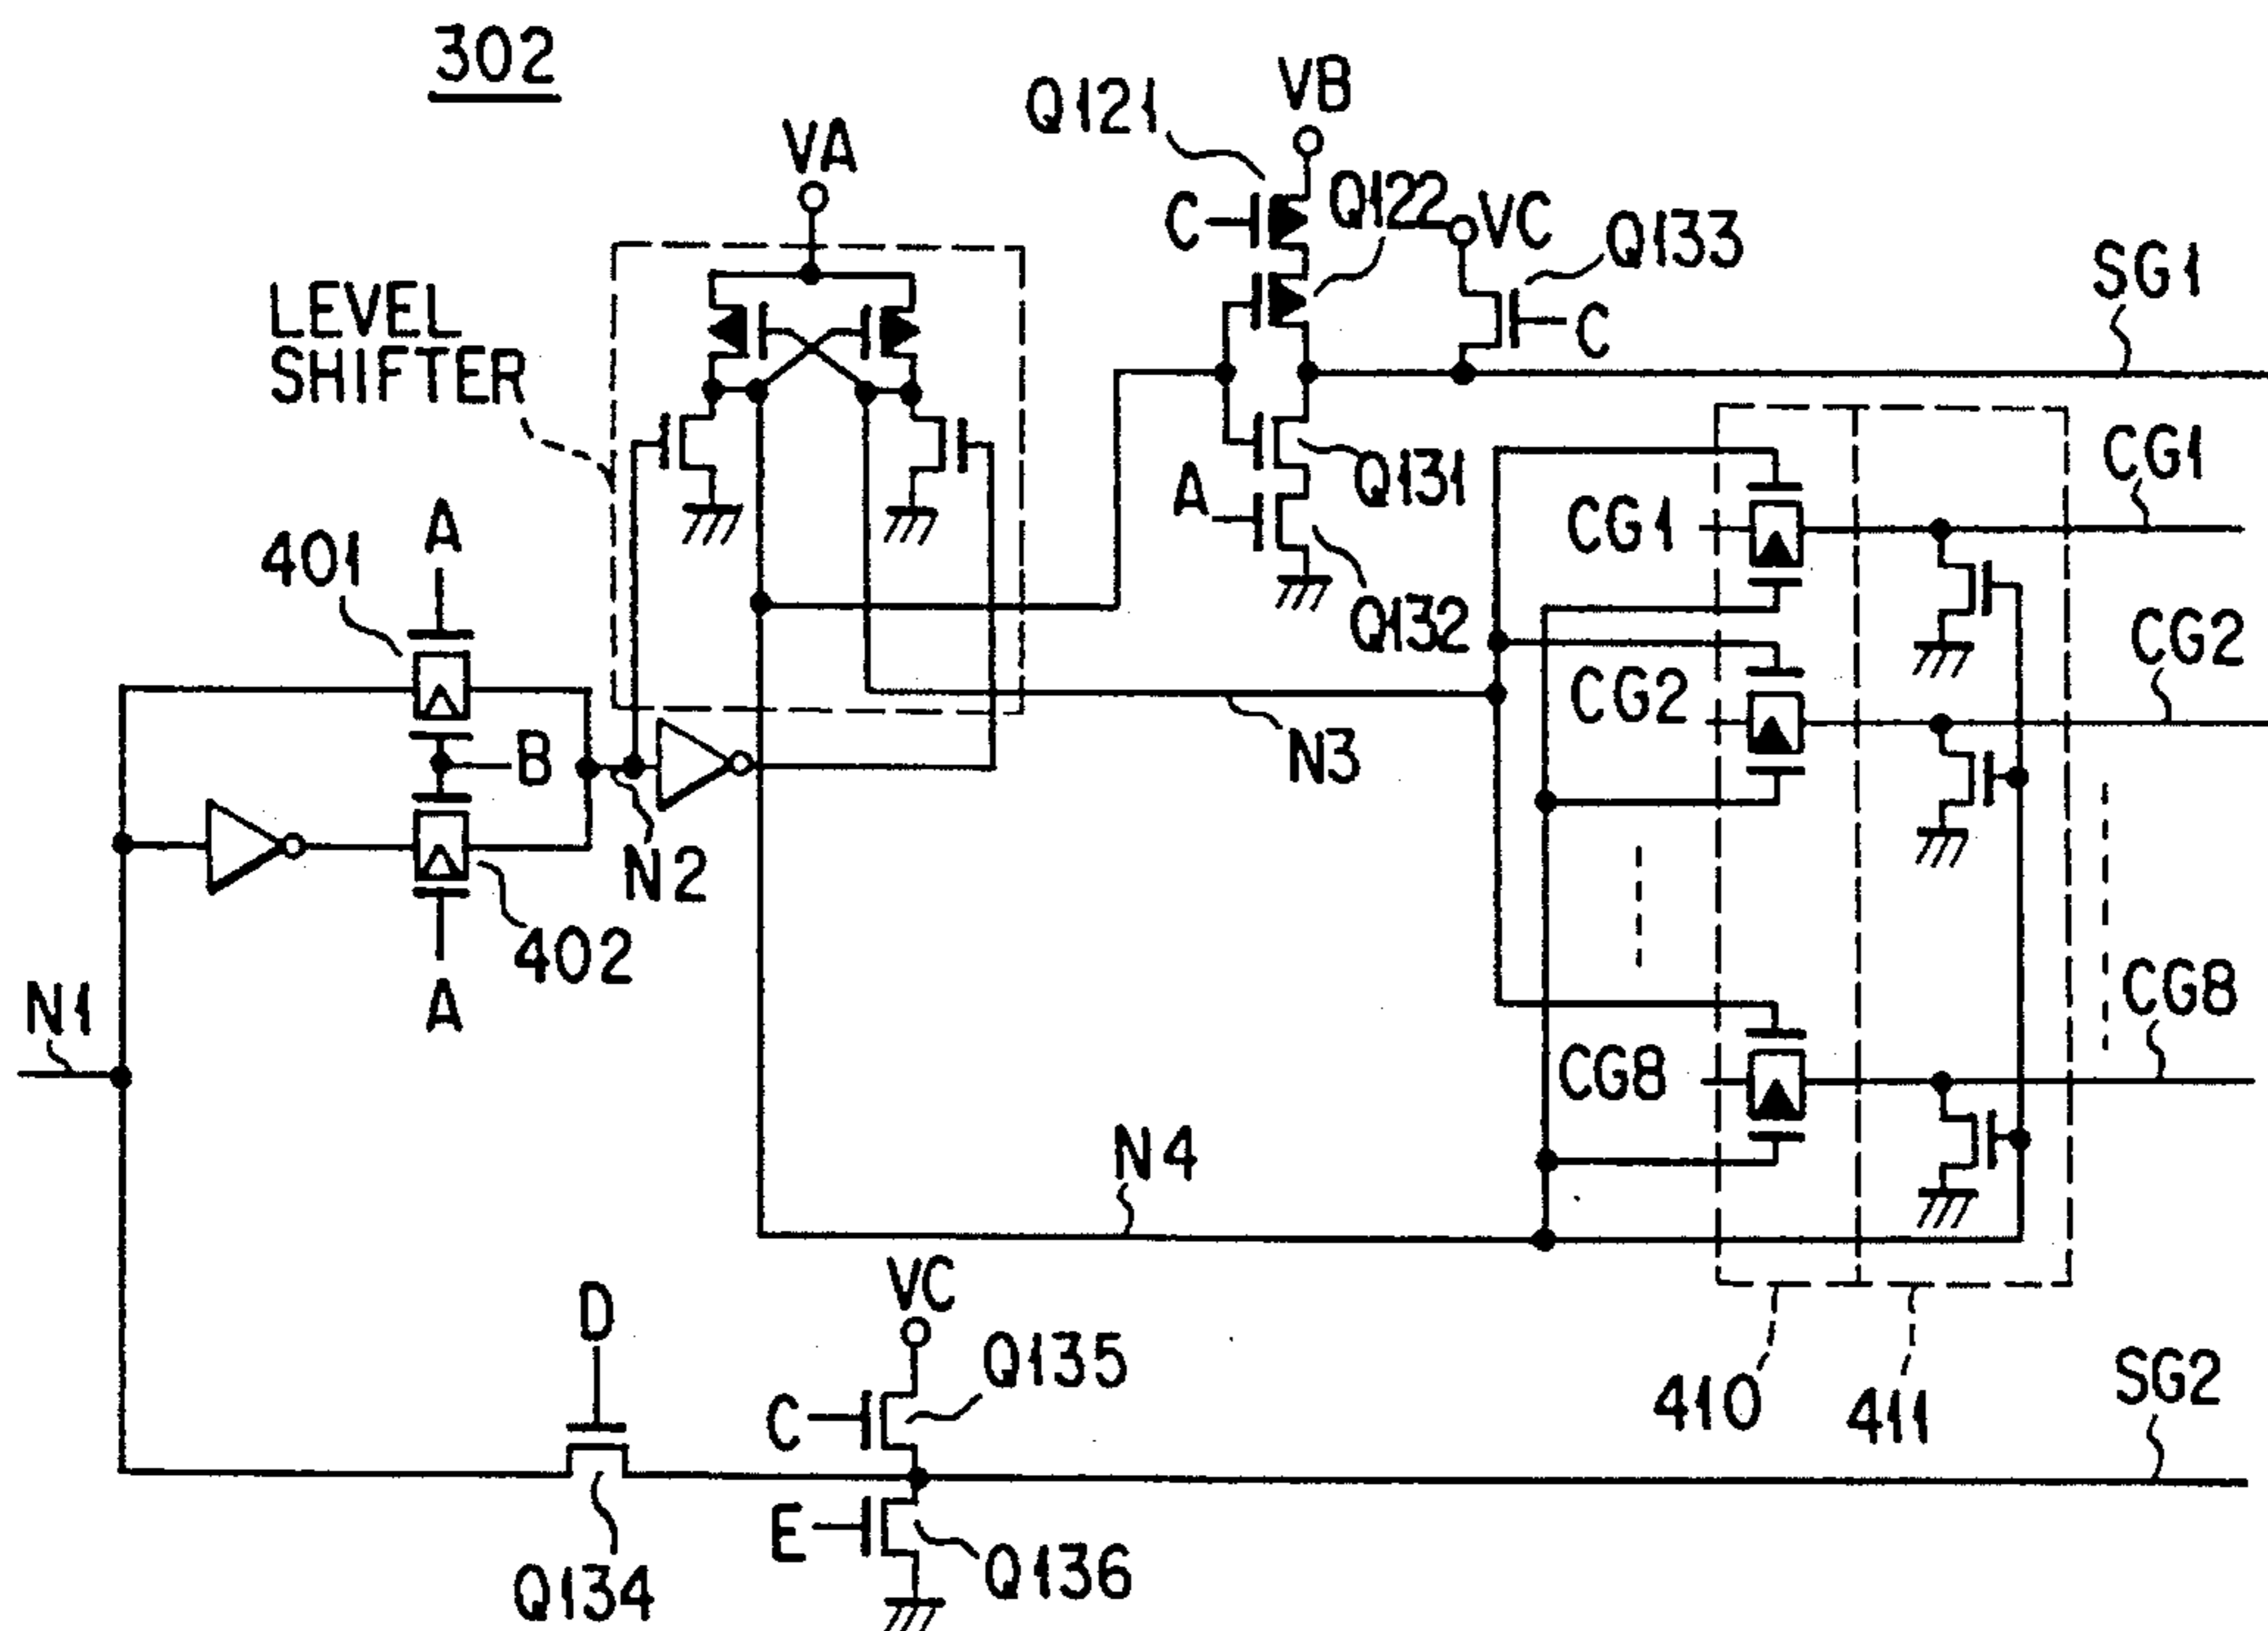 302
VA
Q121
VB
C
Q122
VC
Q133
C
SG1
LEVEL
SHIFTER
A
Q131
Q132
CG1
CG1
401
A
CG2
CG2
B
N3
N2
402
A
N1
CG8
CG8
N4
D
VC
Q135
C
410
411
SG2
E
Q134
Q136